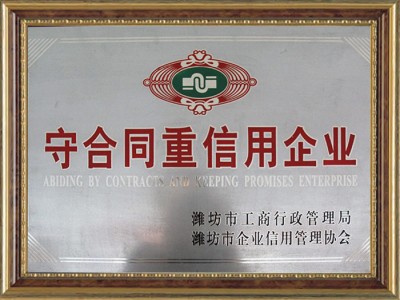 守合同重信用企业
ABIDING BY CONTRACTS AND KEEPING PROMISES ENTERPRISE
潍坊市工商行政管理局
潍坊市企业信用管理协会